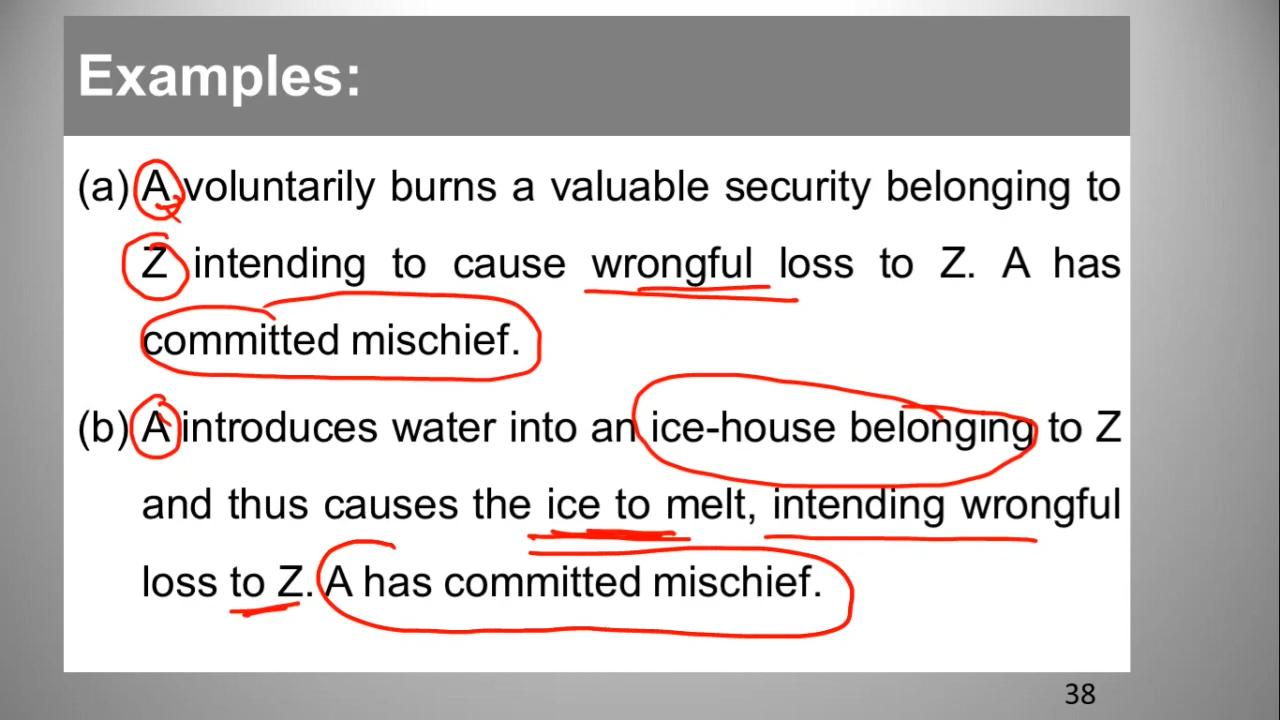 Examples:
(a) A voluntarily burns a valuable security belonging to
Z intending to cause wrongful loss to Z. A has
committed mischief.
(b) A introduces water into an ice-house belonging to Z
and thus causes the ice to melt, intending wrongful
loss to Z. A has committed mischief.
38